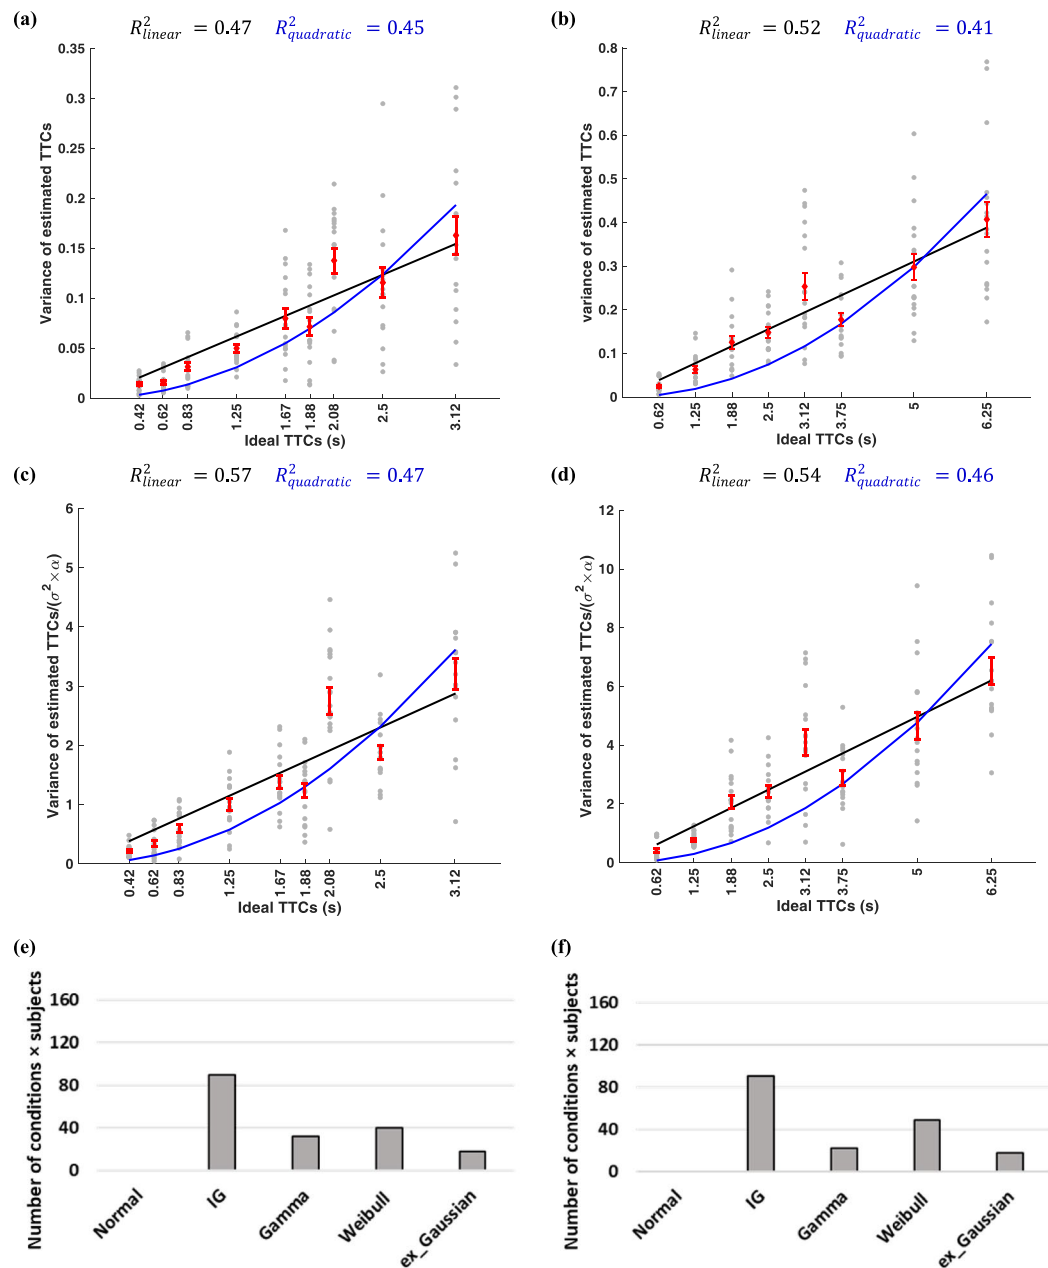 (a)
R²linear = 0.47 R²quadratic = 0.45
0.35
0.3
0.25
0.2
0.15
0.1
0.05
0
Variance of estimated TTCs
0.42 0.62 0.83 1.25 1.67 1.88 2.08 2.5 3.12
Ideal TTCs (s)
(b)
R²linear = 0.52 R²quadratic = 0.41
0.8
0.7
0.6
0.5
0.4
0.3
0.2
0.1
0
Variance of estimated TTCs
0.62 1.25 1.88 2.5 3.12 3.75 5 6.25
Ideal TTCs (s)
(c)
R²linear = 0.57 R²quadratic = 0.47
6
5
4
3
2
1
0
Variance of estimated TTCs/(σ² × α)
0.42 0.62 0.83 1.25 1.67 1.88 2.08 2.5 3.12
Ideal TTCs (s)
(d)
R²linear = 0.54 R²quadratic = 0.46
12
10
8
6
4
2
0
Variance of estimated TTCs/(σ² × α)
0.62 1.25 1.88 2.5 3.12 3.75 5 6.25
Ideal TTCs (s)
(e)
Number of conditions × subjects
160
120
80
40
0
Normal IG Gamma Weibull ex_Gaussian
(f)
Number of conditions × subjects
160
120
80
40
0
Normal IG Gamma Weibull ex_Gaussian